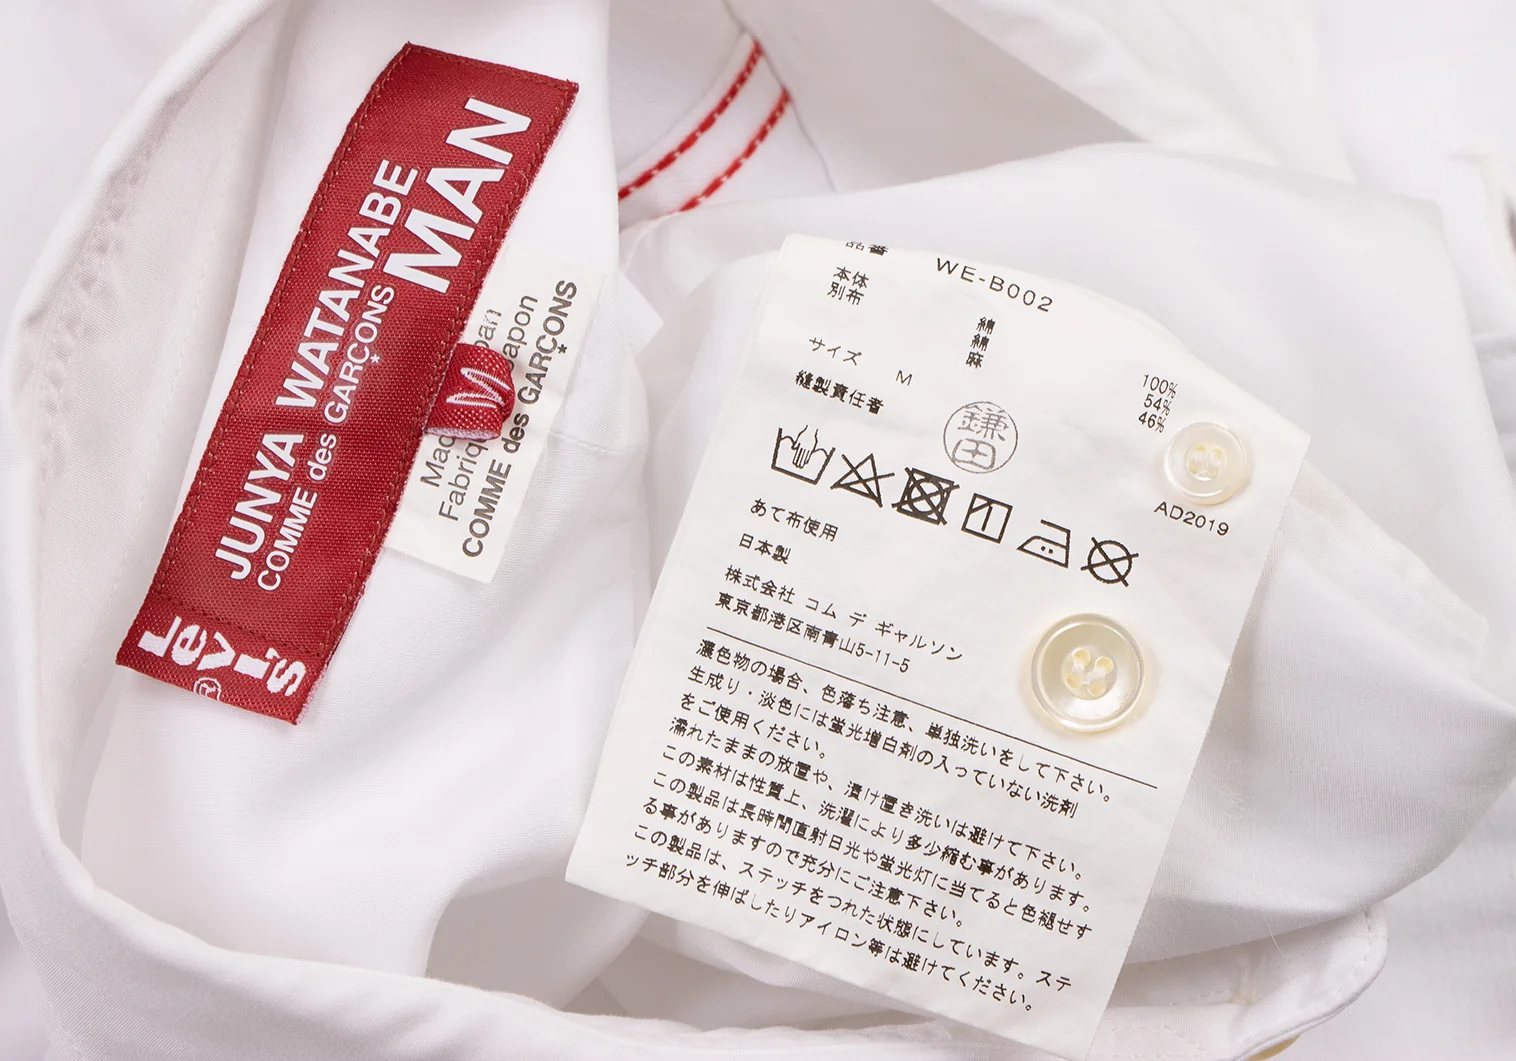 JUNYA WATANABE
COMME des GARÇONS
MAN
Levi's
®
M
Japon
COMME des GARÇONS
*
*
品番 WE-B002
本体 綿 100%
別布 綿 54%
麻 46%
サイズ M
縫製責任者
鎌田
AD2019
あて布使用
日本製
株式会社 コム デ ギャルソン
東京都港区南青山5-11-5
濃色物の場合、色落ち注意、単独洗いをして下さい。
生成り・淡色には蛍光増白剤の入っていない洗剤
をご使用ください。
濡れたままの放置や、漬け置き洗いは避けて下さい。
この素材は性質上、洗濯により多少縮む事があります。
この製品は長時間直射日光や蛍光灯に当てると色褪せす
る事がありますので充分にご注意下さい。
この製品は、ステッチをつれた状態にしています。ステ
ッチ部分を伸ばしたりアイロン等は避けてください。